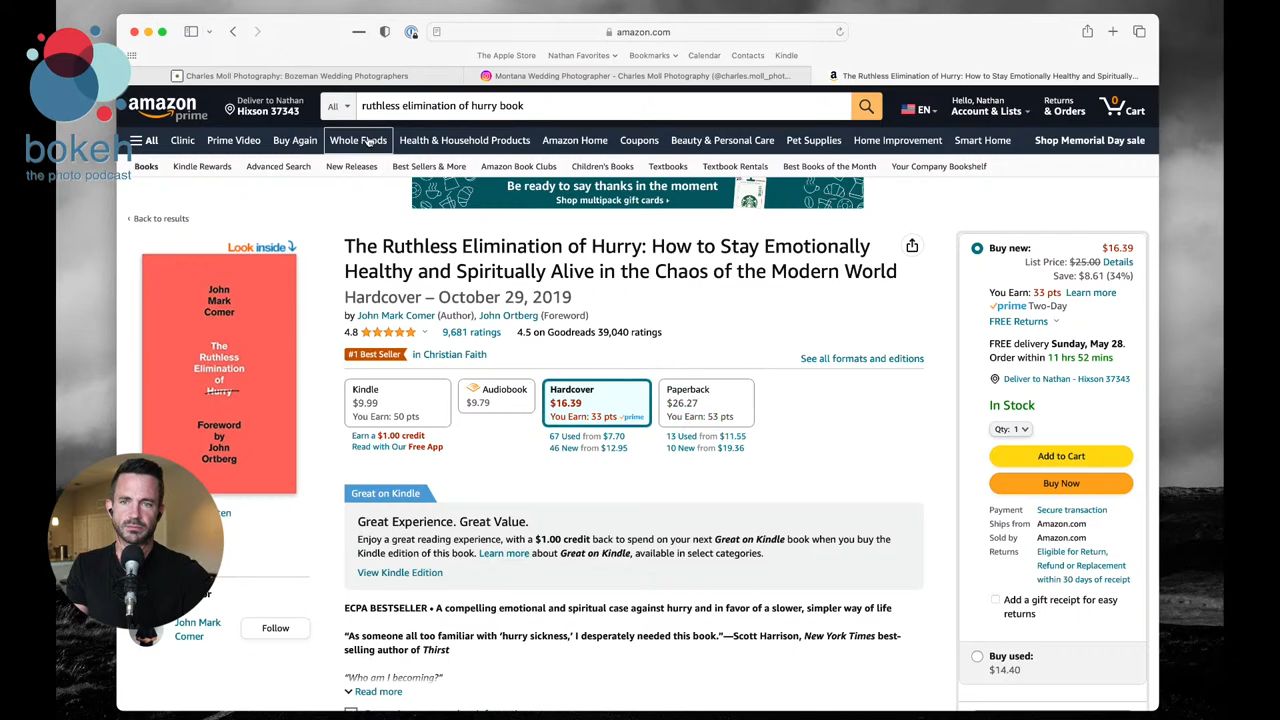 amazon.com
The Apple Store Nathan Favorites Bookmarks Calendar Contacts Kindle
Charles Moll Photography: Bozeman Wedding Photographers
Montana Wedding Photographer - Charles Moll Photography (@charles.moll_phot...
The Ruthless Elimination of Hurry: How to Stay Emotionally Healthy and Spiritually...
amazon
prime
Deliver to Nathan
Hixson 37343
All
ruthless elimination of hurry book
EN
Hello, Nathan
Account & Lists
Returns
& Orders
0
Cart
All Clinic Prime Video Buy Again Whole Foods Health & Household Products Amazon Home Coupons Beauty & Personal Care Pet Supplies Home Improvement Smart Home Shop Memorial Day sale
bokeh
the photo podcast
Books Kindle Rewards Advanced Search New Releases Best Sellers & More Amazon Book Clubs Children's Books Textbooks Textbook Rentals Best Books of the Month Your Company Bookshelf
Be ready to say thanks in the moment
Shop multipack gift cards ›
‹ Back to results
Look inside
John
Mark
Comer
The
Ruthless
Elimination
of
Hurry
Foreword
by
John
Ortberg
The Ruthless Elimination of Hurry: How to Stay Emotionally
Healthy and Spiritually Alive in the Chaos of the Modern World
Hardcover – October 29, 2019
by John Mark Comer (Author), John Ortberg (Foreword)
4.8 9,681 ratings 4.5 on Goodreads 39,040 ratings
#1 Best Seller in Christian Faith
See all formats and editions
Kindle
$9.99
You Earn: 50 pts
Earn a $1.00 credit
Read with Our Free App
Audiobook
$9.79
Hardcover
$16.39
You Earn: 33 pts prime
67 Used from $7.70
46 New from $12.95
Paperback
$26.27
You Earn: 53 pts
13 Used from $11.55
10 New from $19.36
Great on Kindle
Great Experience. Great Value.
Enjoy a great reading experience, with a $1.00 credit back to spend on your next Great on Kindle book when you buy the
Kindle edition of this book. Learn more about Great on Kindle, available in select categories.
View Kindle Edition
ECPA BESTSELLER • A compelling emotional and spiritual case against hurry and in favor of a slower, simpler way of life
“As someone all too familiar with ‘hurry sickness,’ I desperately needed this book.”—Scott Harrison, New York Times best-
selling author of Thirst
“Who am I becoming?”
Read more
John Mark
Comer
Follow
Buy new: $16.39
List Price: $25.00 Details
Save: $8.61 (34%)
You Earn: 33 pts Learn more
prime Two-Day
FREE Returns
FREE delivery Sunday, May 28.
Order within 11 hrs 52 mins
Deliver to Nathan - Hixson 37343
In Stock
Qty: 1
Add to Cart
Buy Now
Payment Secure transaction
Ships from Amazon.com
Sold by Amazon.com
Returns Eligible for Return,
Refund or Replacement
within 30 days of receipt
Add a gift receipt for easy
returns
Buy used:
$14.40